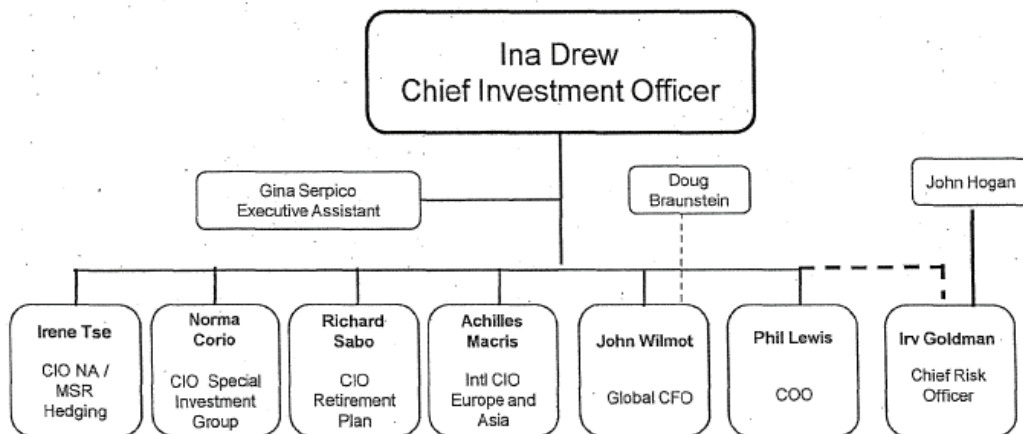 Ina Drew
Chief Investment Officer
Gina Serpico
Executive Assistant
Doug
Braunstein
John Hogan
Irene Tse
CIO NA /
MSR
Hedging
Norma
Corio
CIO Special
Investment
Group
Richard
Sabo
CIO
Retirement
Plan
Achilles
Macris
Intl CIO
Europe and
Asia
John Wilmot
Global CFO
Phil Lewis
COO
Irv Goldman
Chief Risk
Officer